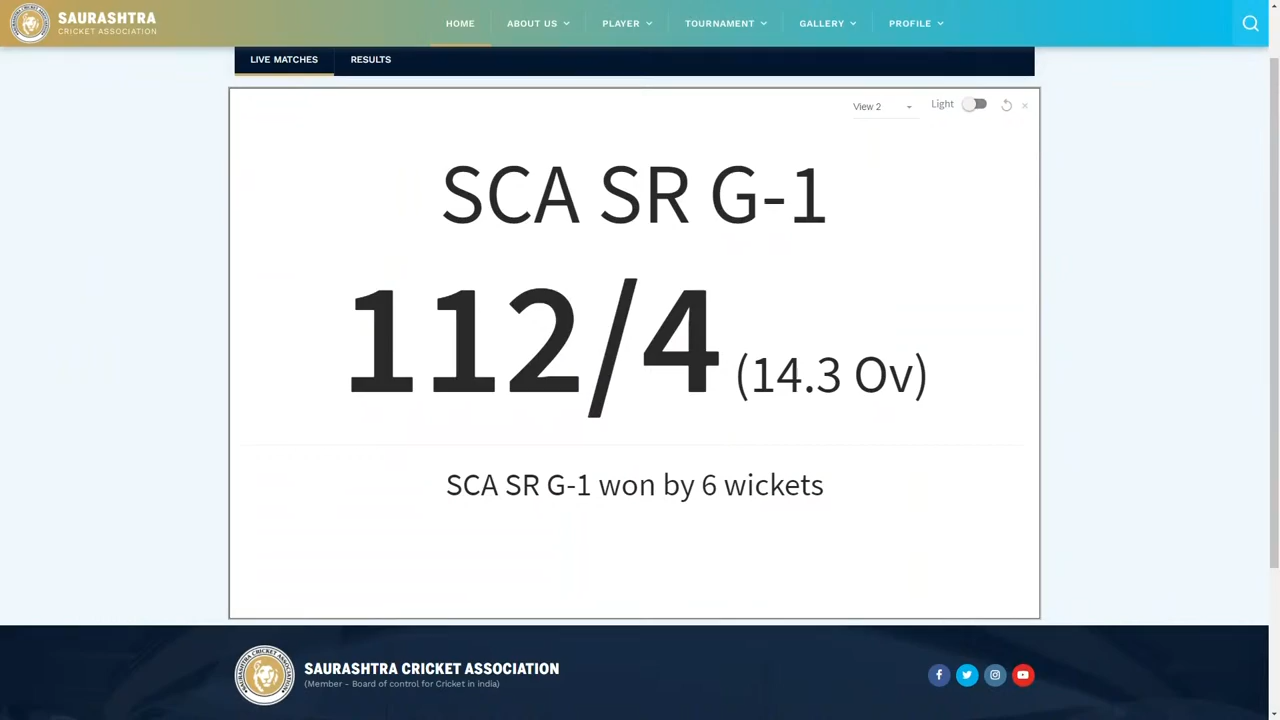 SAURASHTRA
CRICKET ASSOCIATION
HOME
ABOUT US
PLAYER
TOURNAMENT
GALLERY
PROFILE
LIVE MATCHES
RESULTS
View 2
Light
SCA SR G-1
112/4 (14.3 Ov)
SCA SR G-1 won by 6 wickets
SAURASHTRA CRICKET ASSOCIATION
(Member - Board of control for Cricket in india)